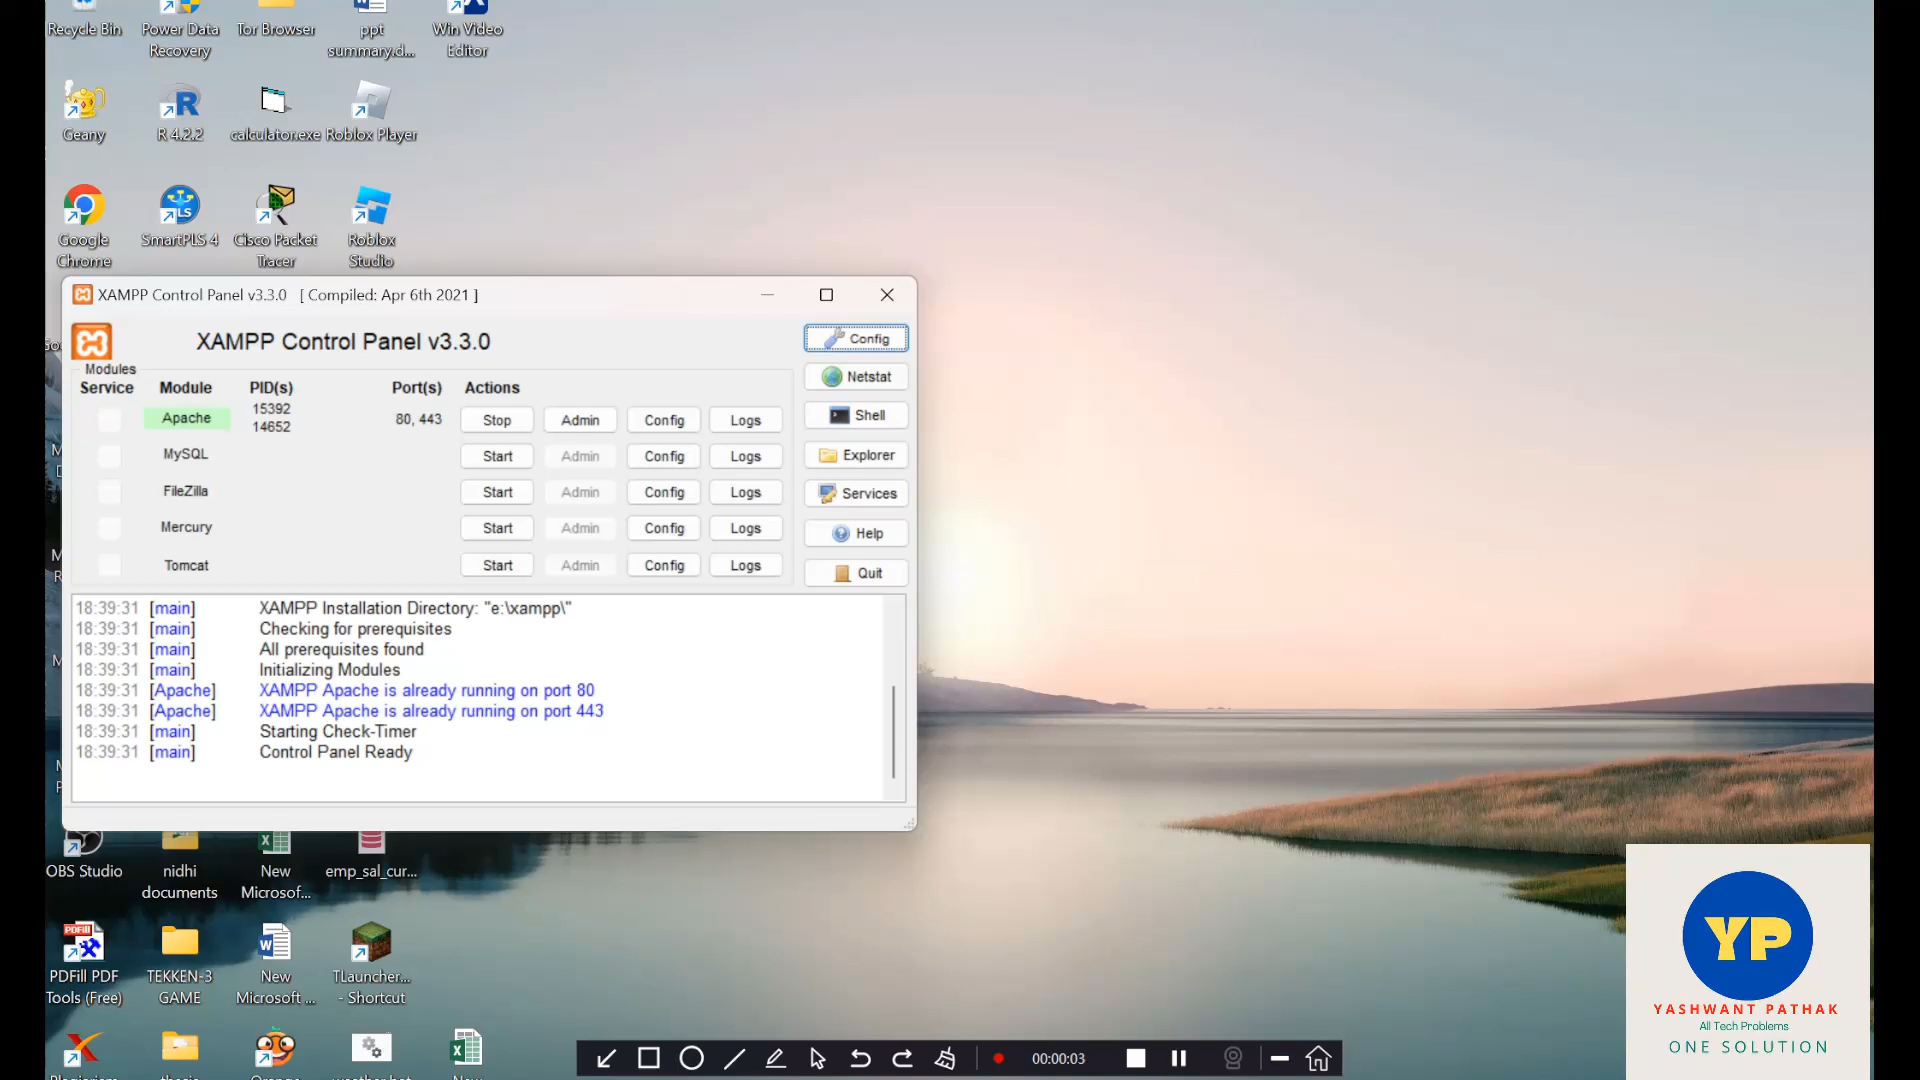 Recycle Bin
Power Data
Recovery
Tor Browser
ppt
summary.d...
Win Video
Editor
Geany
R 4.2.2
calculator.exe
Roblox Player
Google
Chrome
SmartPLS 4
Cisco Packet
Tracer
Roblox
Studio
XAMPP Control Panel v3.3.0 [ Compiled: Apr 6th 2021 ]
XAMPP Control Panel v3.3.0
Config
Modules
Service Module PID(s) Port(s) Actions
Netstat
Apache 15392 80, 443 Stop Admin Config Logs
14652
Shell
MySQL Start Admin Config Logs
Explorer
FileZilla Start Admin Config Logs
Services
Mercury Start Admin Config Logs
Help
Tomcat Start Admin Config Logs
Quit
18:39:31 [main] XAMPP Installation Directory: "e:\xampp\"
18:39:31 [main] Checking for prerequisites
18:39:31 [main] All prerequisites found
18:39:31 [main] Initializing Modules
18:39:31 [Apache] XAMPP Apache is already running on port 80
18:39:31 [Apache] XAMPP Apache is already running on port 443
18:39:31 [main] Starting Check-Timer
18:39:31 [main] Control Panel Ready
OBS Studio
nidhi
documents
New
Microsof...
emp_sal_cur...
PDFill
PDFill PDF
Tools (Free)
TEKKEN-3
GAME
New
Microsoft ...
TLauncher...
- Shortcut
00:00:03
YP
YASHWANT PATHAK
All Tech Problems
ONE SOLUTION